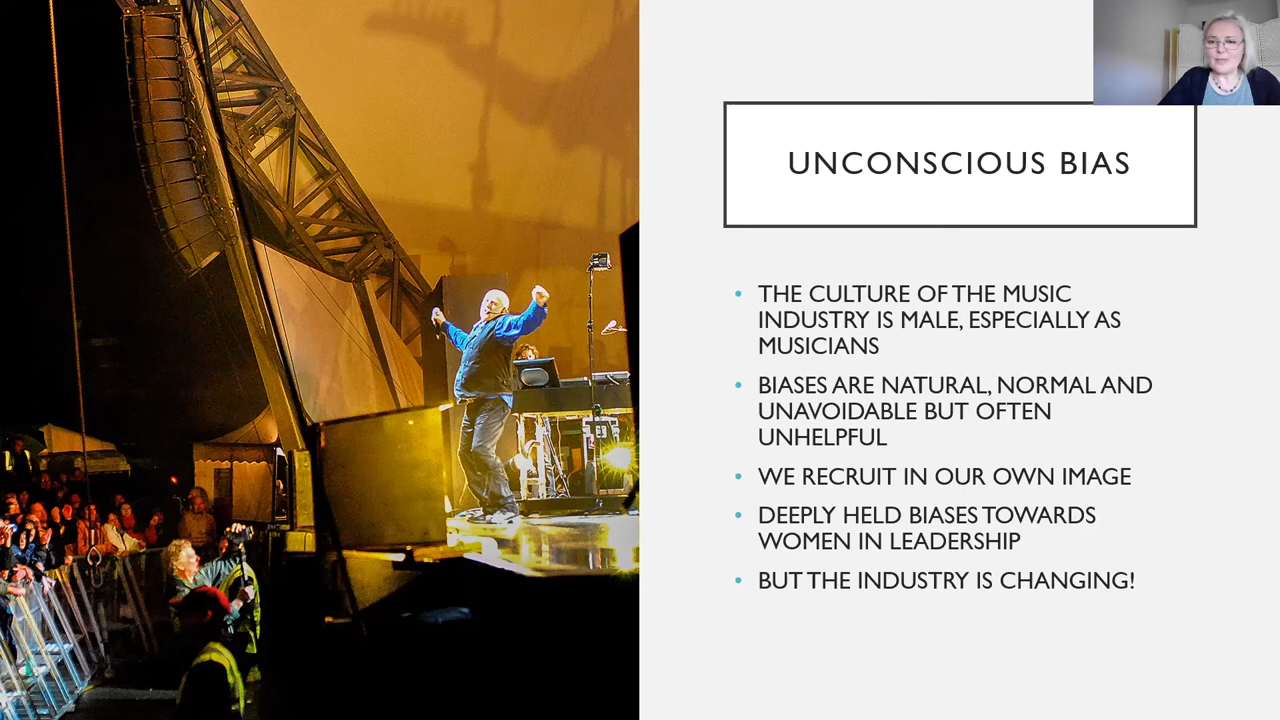 UNCONSCIOUS BIAS
THE CULTURE OF THE MUSIC
INDUSTRY IS MALE, ESPECIALLY AS
MUSICIANS
BIASES ARE NATURAL, NORMAL AND
UNAVOIDABLE BUT OFTEN
UNHELPFUL
WE RECRUIT IN OUR OWN IMAGE
DEEPLY HELD BIASES TOWARDS
WOMEN IN LEADERSHIP
BUT THE INDUSTRY IS CHANGING!